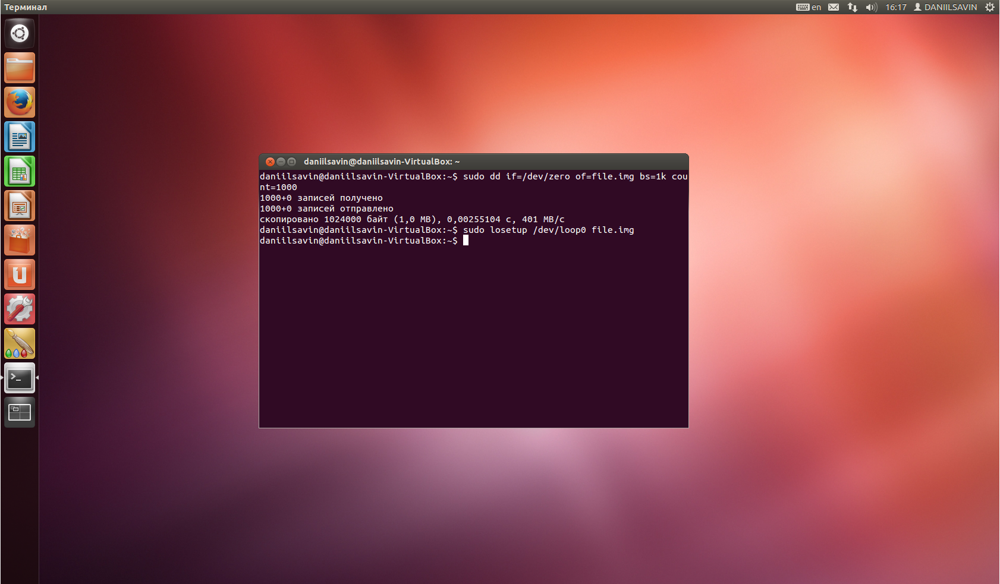 Терминал
en
16:17
DANIILSAVIN
daniilsavin@daniilsavin-VirtualBox: ~
daniilsavin@daniilsavin-VirtualBox:~$ sudo dd if=/dev/zero of=file.img bs=1k cou
nt=1000
1000+0 записей получено
1000+0 записей отправлено
скопировано 1024000 байт (1,0 MB), 0,00255104 c, 401 MB/c
daniilsavin@daniilsavin-VirtualBox:~$ sudo losetup /dev/loop0 file.img
daniilsavin@daniilsavin-VirtualBox:~$